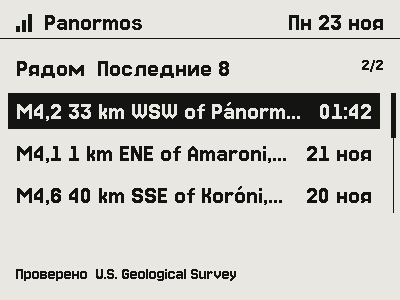 Panormos Пн 23 ноя
Рядом Последние 8 2/2
M4,2 33 km WSW of Pánorm... 01:42
M4,1 1 km ENE of Amaroni,... 21 ноя
M4,6 40 km SSE of Koróni,... 20 ноя
Проверено U.S. Geological Survey